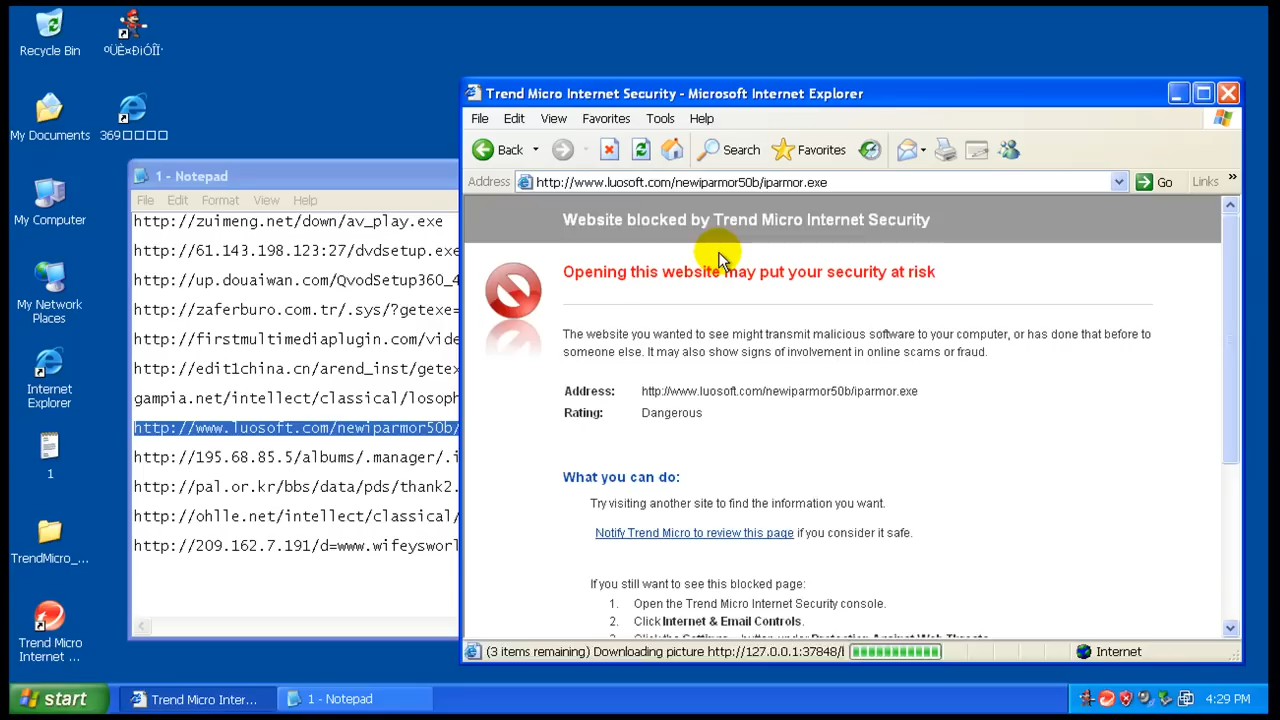 Recycle Bin
ºÜÈ¤ÐıÓÎÏ·
My Documents
369□□□□
My Computer
My Network
Places
Internet
Explorer
1
TrendMicro_...
Trend Micro
Internet ...
1 - Notepad
File Edit Format View Help
http://zuimeng.net/down/av_play.exe
http://61.143.198.123:27/dvdsetup.exe
http://up.douaiwan.com/QvodSetup360_4
http://zaferburo.com.tr/.sys/?getexe=
http://firstmultimediaplugin.com/vide
http://edit1china.cn/arend_inst/getex
gampia.net/intellect/classical/losoph
http://www.luosoft.com/newiparmor50b/
http://195.68.85.5/albums/.manager/.i
http://pal.or.kr/bbs/data/pds/thank2.
http://ohlle.net/intellect/classical/
http://209.162.7.191/d=www.wifeysworl
Trend Micro Internet Security - Microsoft Internet Explorer
File Edit View Favorites Tools Help
Back Search Favorites
Address http://www.luosoft.com/newiparmor50b/iparmor.exe Go Links »
Website blocked by Trend Micro Internet Security
Opening this website may put your security at risk
The website you wanted to see might transmit malicious software to your computer, or has done that before to
someone else. It may also show signs of involvement in online scams or fraud.
Address: http://www.luosoft.com/newiparmor50b/iparmor.exe
Rating: Dangerous
What you can do:
Try visiting another site to find the information you want.
Notify Trend Micro to review this page if you consider it safe.
If you still want to see this blocked page:
1. Open the Trend Micro Internet Security console.
2. Click Internet & Email Controls.
3. Click the Settings... button under Protection Against Web Threats
(3 items remaining) Downloading picture http://127.0.0.1:37848/l Internet
start Trend Micro Inter... 1 - Notepad 4:29 PM